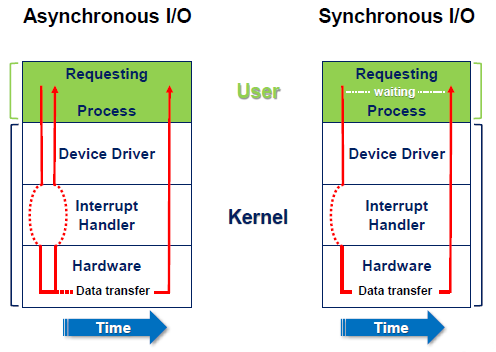 Asynchronous I/O
Requesting
Process
Device Driver
Interrupt
Handler
Hardware
Data transfer
Time
User
Kernel
Synchronous I/O
Requesting
waiting
Process
Device Driver
Interrupt
Handler
Hardware
Data transfer
Time